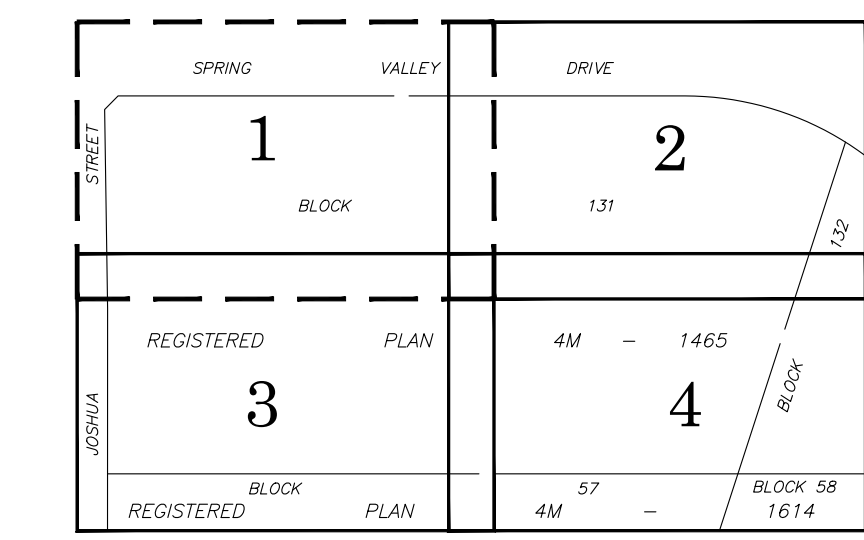 SPRING VALLEY DRIVE
STREET
1
2
BLOCK 131
132
REGISTERED PLAN 4M - 1465
JOSHUA
3
4
BLOCK
BLOCK 57 BLOCK 58
REGISTERED PLAN 4M - 1614